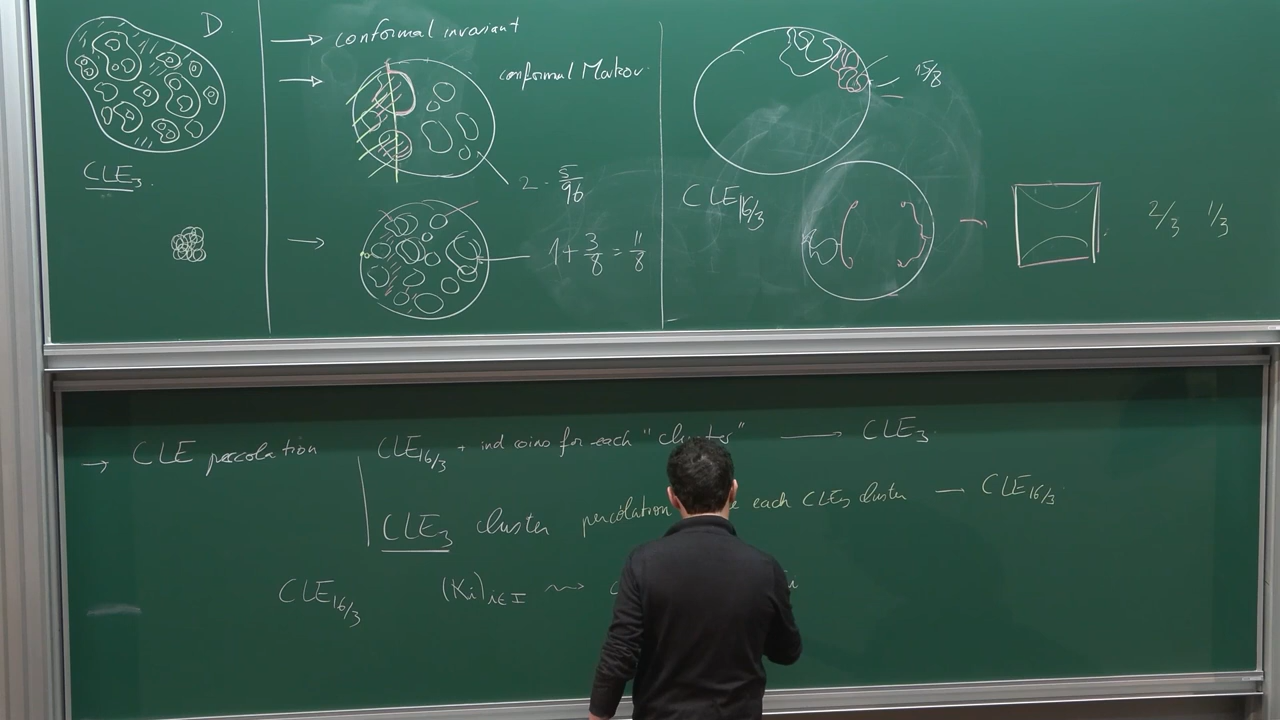 D
CLE₃.
→ conformal invariant
→ conformal Markov
2 · 5/96
→ 1 + 3/8 = 11/8
15/8
CLE₁₆/₃
→ 2/3 1/3
→ CLE percolation CLE₁₆/₃ + ind coins for each "cluster" → CLE₃.
CLE₃ cluster percolation each CLE₃ cluster — CLE₁₆/₃.
CLE₁₆/₃ (Ki)i∈I ⇝